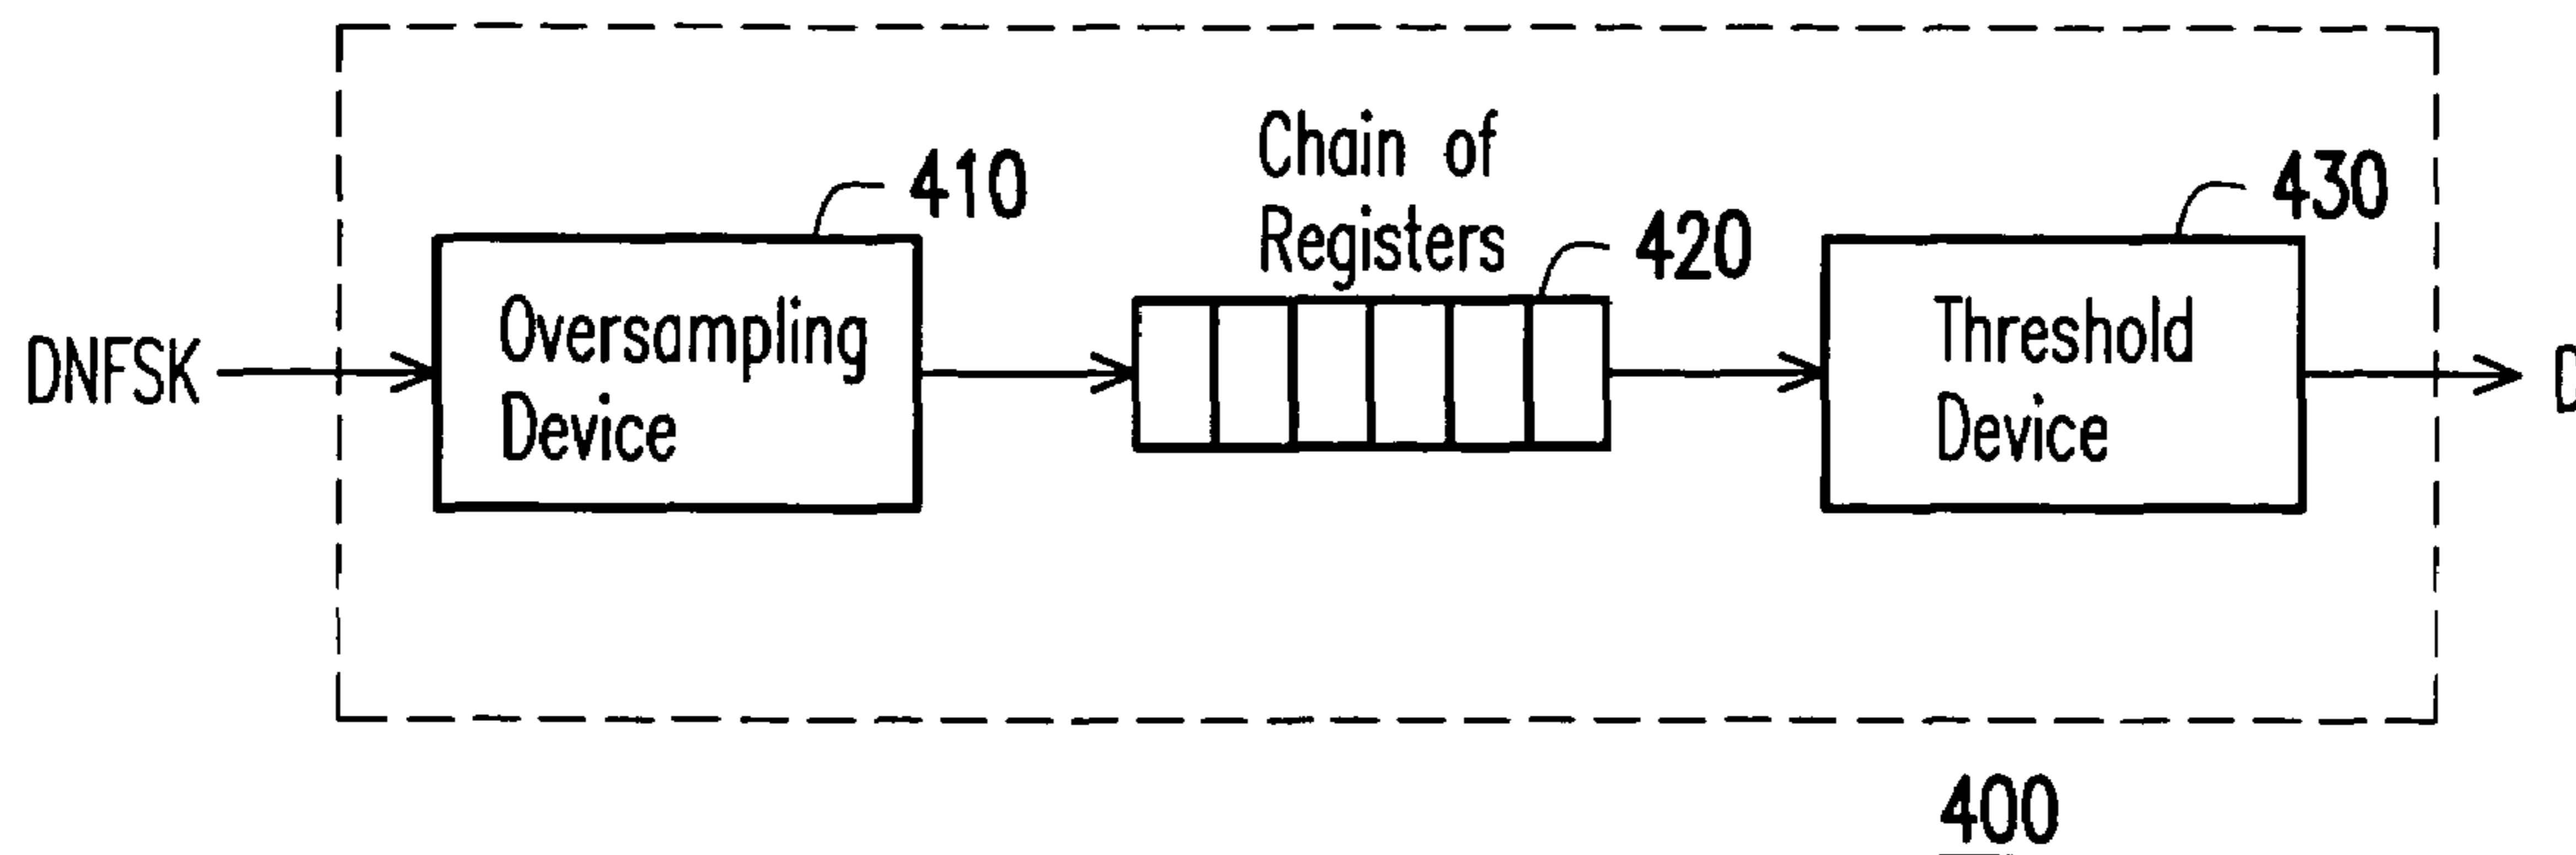 Chain of
Registers
410
420
430
DNFSK
Oversampling
Device
Threshold
Device
400